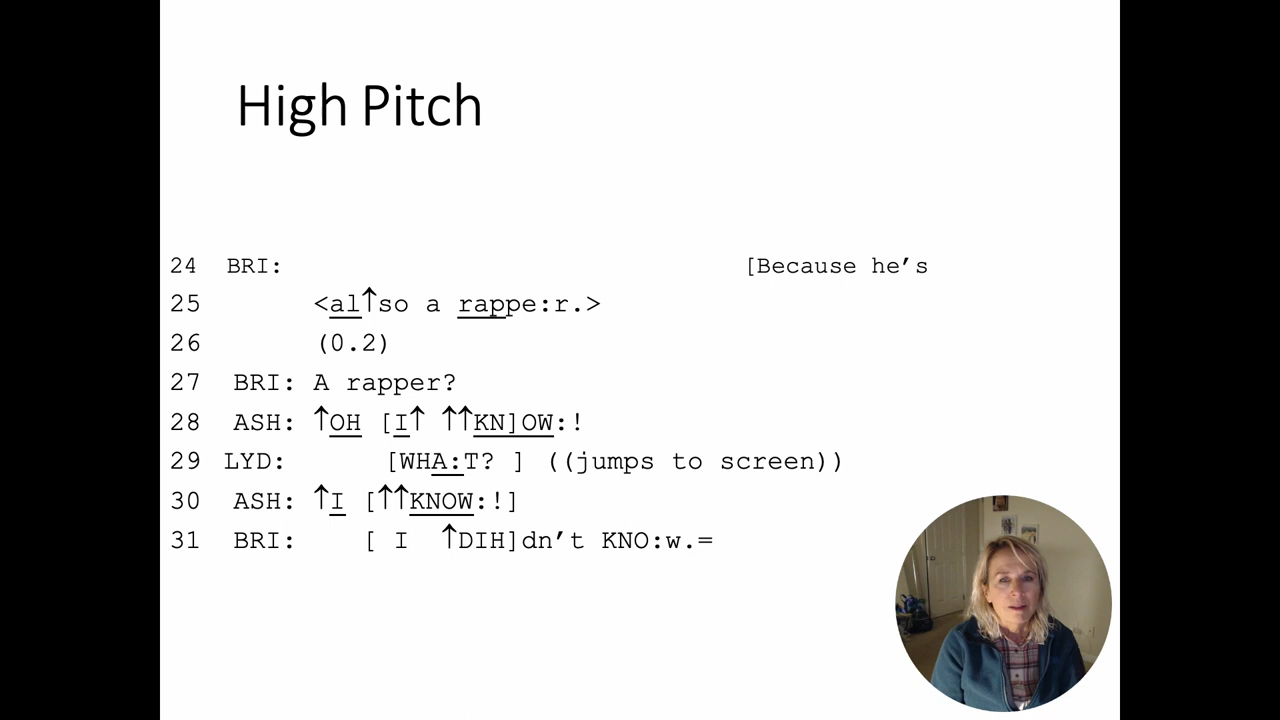 High Pitch
24 BRI: [Because he’s
25 <al↑so a rappe:r.>
26 (0.2)
27 BRI: A rapper?
28 ASH: ↑OH [I↑ ↑↑KN]OW:!
29 LYD: [WHA:T? ] ((jumps to screen))
30 ASH: ↑I [↑↑KNOW:!]
31 BRI: [ I ↑DIH]dn’t KNO:w.=